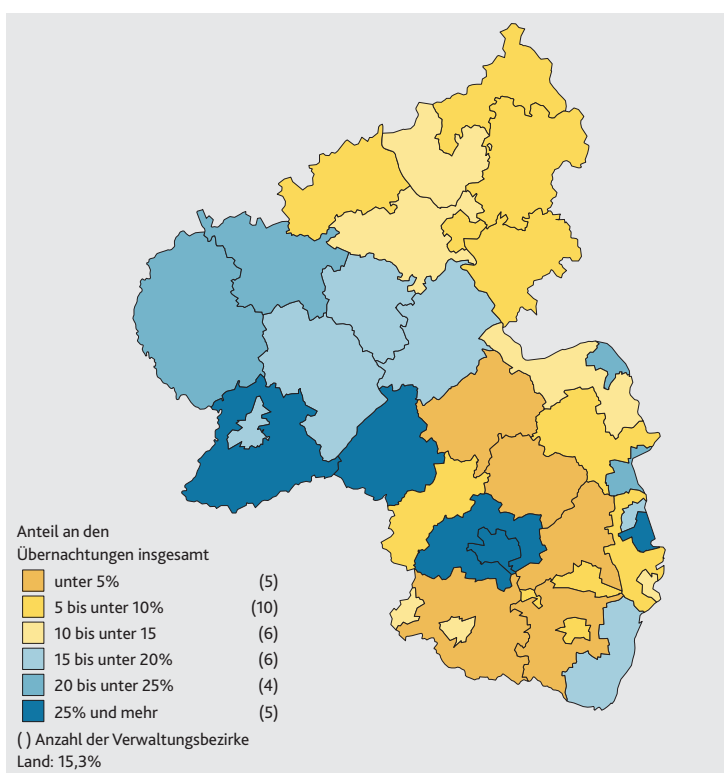 Anteil an den
Übernachtungen insgesamt
unter 5% (5)
5 bis unter 10% (10)
10 bis unter 15 (6)
15 bis unter 20% (6)
20 bis unter 25% (4)
25% und mehr (5)
( ) Anzahl der Verwaltungsbezirke
Land: 15,3%